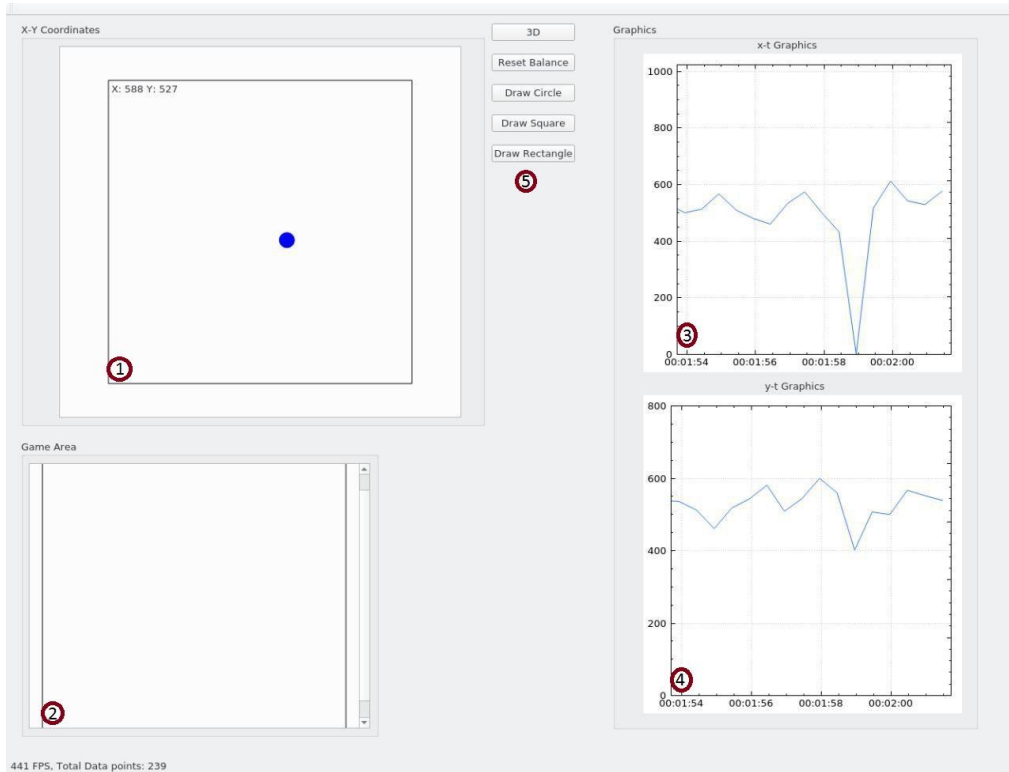 X-Y Coordinates
X: 588 Y: 527
1
3D
Reset Balance
Draw Circle
Draw Square
Draw Rectangle
5
Graphics
x-t Graphics
1000
800
600
400
200
0
3
00:01:54 00:01:56 00:01:58 00:02:00
y-t Graphics
800
600
400
200
0
4
00:01:54 00:01:56 00:01:58 00:02:00
Game Area
2
441 FPS, Total Data points: 239